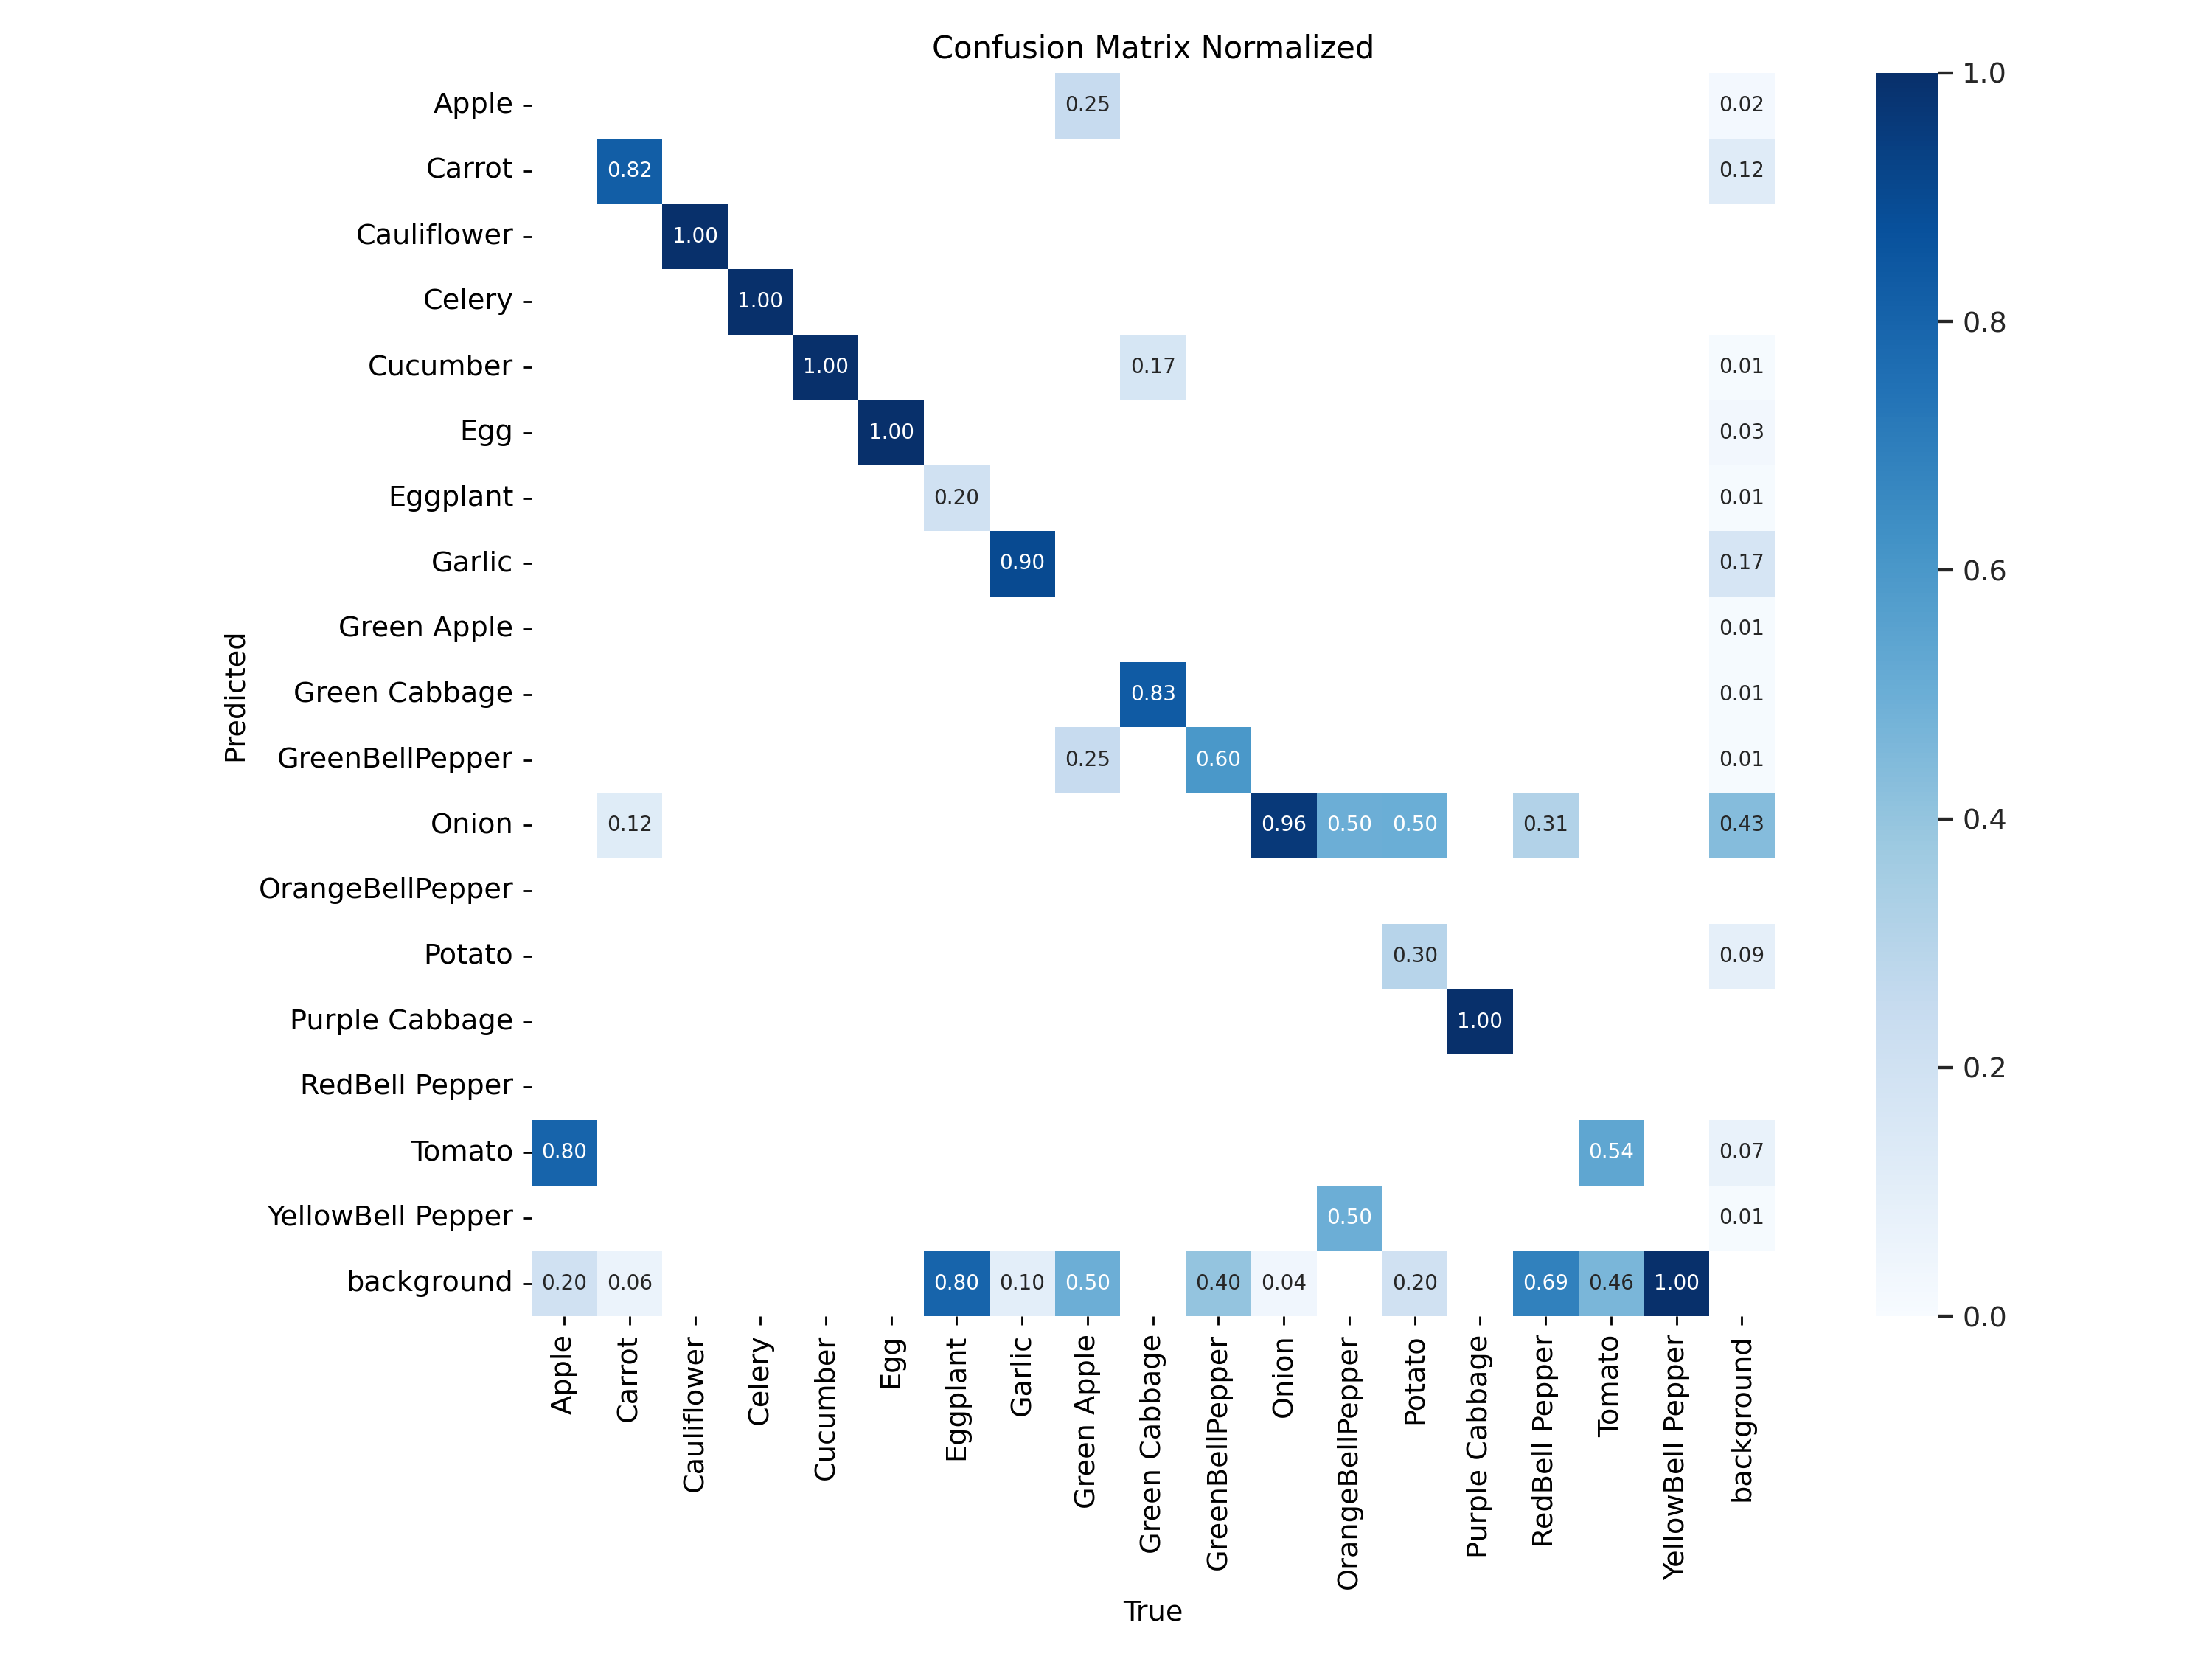 Confusion Matrix Normalized
Apple 0.25 0.02 1.0
Carrot 0.82 0.12
Cauliflower 1.00
Celery 1.00 0.8
Cucumber 1.00 0.17 0.01
Egg 1.00 0.03
Eggplant 0.20 0.01
Garlic 0.90 0.17 0.6
Green Apple 0.01
Predicted
Green Cabbage 0.83 0.01
GreenBellPepper 0.25 0.60 0.01
Onion 0.12 0.96 0.50 0.50 0.31 0.43 0.4
OrangeBellPepper
Potato 0.30 0.09
Purple Cabbage 1.00
RedBell Pepper 0.2
Tomato 0.80 0.54 0.07
YellowBell Pepper 0.50 0.01
background 0.20 0.06 0.80 0.10 0.50 0.40 0.04 0.20 0.69 0.46 1.00 0.0
Apple
Carrot
Cauliflower
Celery
Cucumber
Egg
Eggplant
Garlic
Green Apple
Green Cabbage
GreenBellPepper
Onion
OrangeBellPepper
Potato
Purple Cabbage
RedBell Pepper
Tomato
YellowBell Pepper
background
True